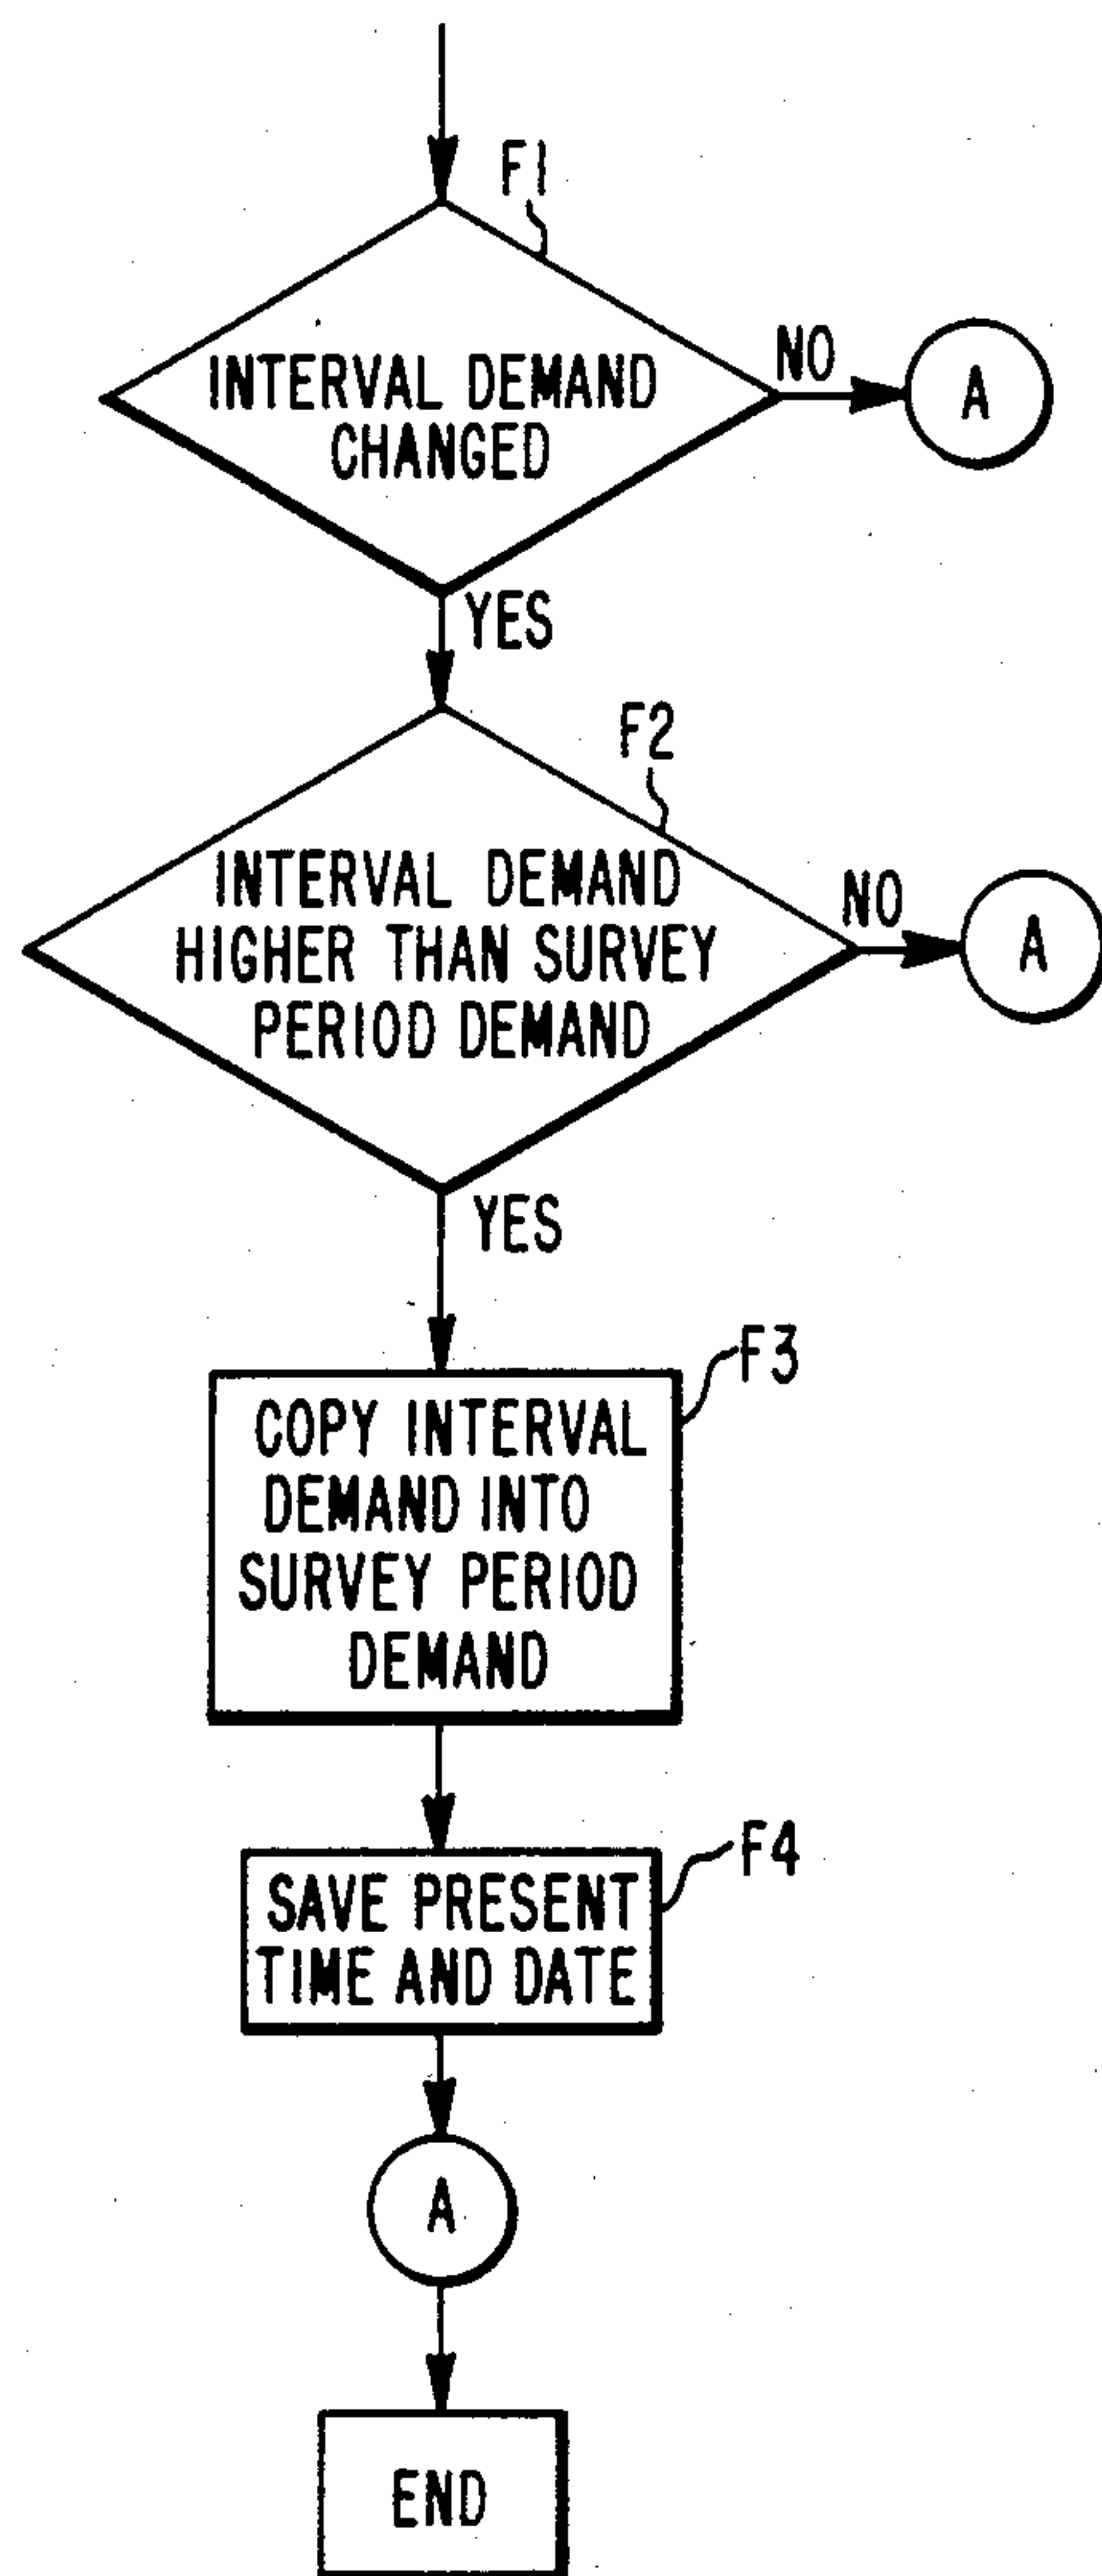 F1
INTERVAL DEMAND
CHANGED
NO
A
YES
F2
INTERVAL DEMAND
HIGHER THAN SURVEY
PERIOD DEMAND
NO
A
YES
F3
COPY INTERVAL
DEMAND INTO
SURVEY PERIOD
DEMAND
F4
SAVE PRESENT
TIME AND DATE
A
END